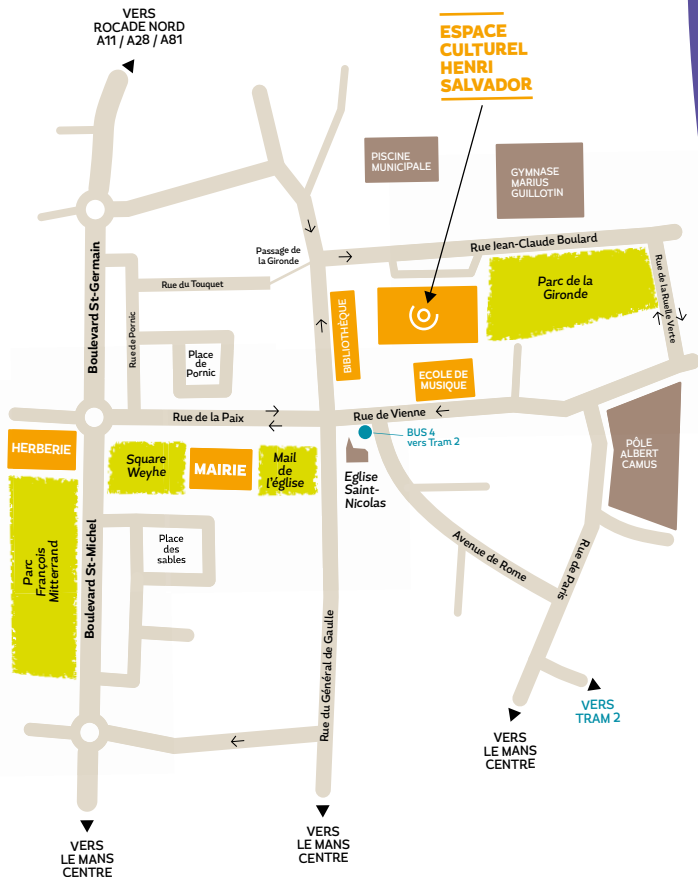 VERS
ROCADE NORD
A11 / A28 / A81
ESPACE
CULTUREL
HENRI
SALVADOR
PISCINE
MUNICIPALE
GYMNASE
MARIUS
GUILLOTIN
Passage de
la Gironde
Rue Jean-Claude Boulard
Boulevard St-Germain
Rue du Touquet
Parc de la
Gironde
Rue de la Ruelle Verte
Rue de Pornic
BIBLIOTHÈQUE
Place
de
Pornic
ECOLE DE
MUSIQUE
Rue de la Paix
Rue de Vienne
BUS 4
vers Tram 2
HERBERIE
Square
Weyhe
MAIRIE
Mail
de
l'église
Eglise
Saint-
Nicolas
PÔLE
ALBERT
CAMUS
Parc
François
Mitterrand
Boulevard St-Michel
Place
des
sables
Avenue de Rome
Rue de Paris
Rue du Général de Gaulle
VERS
TRAM 2
VERS
LE MANS
CENTRE
VERS
LE MANS
CENTRE
VERS
LE MANS
CENTRE